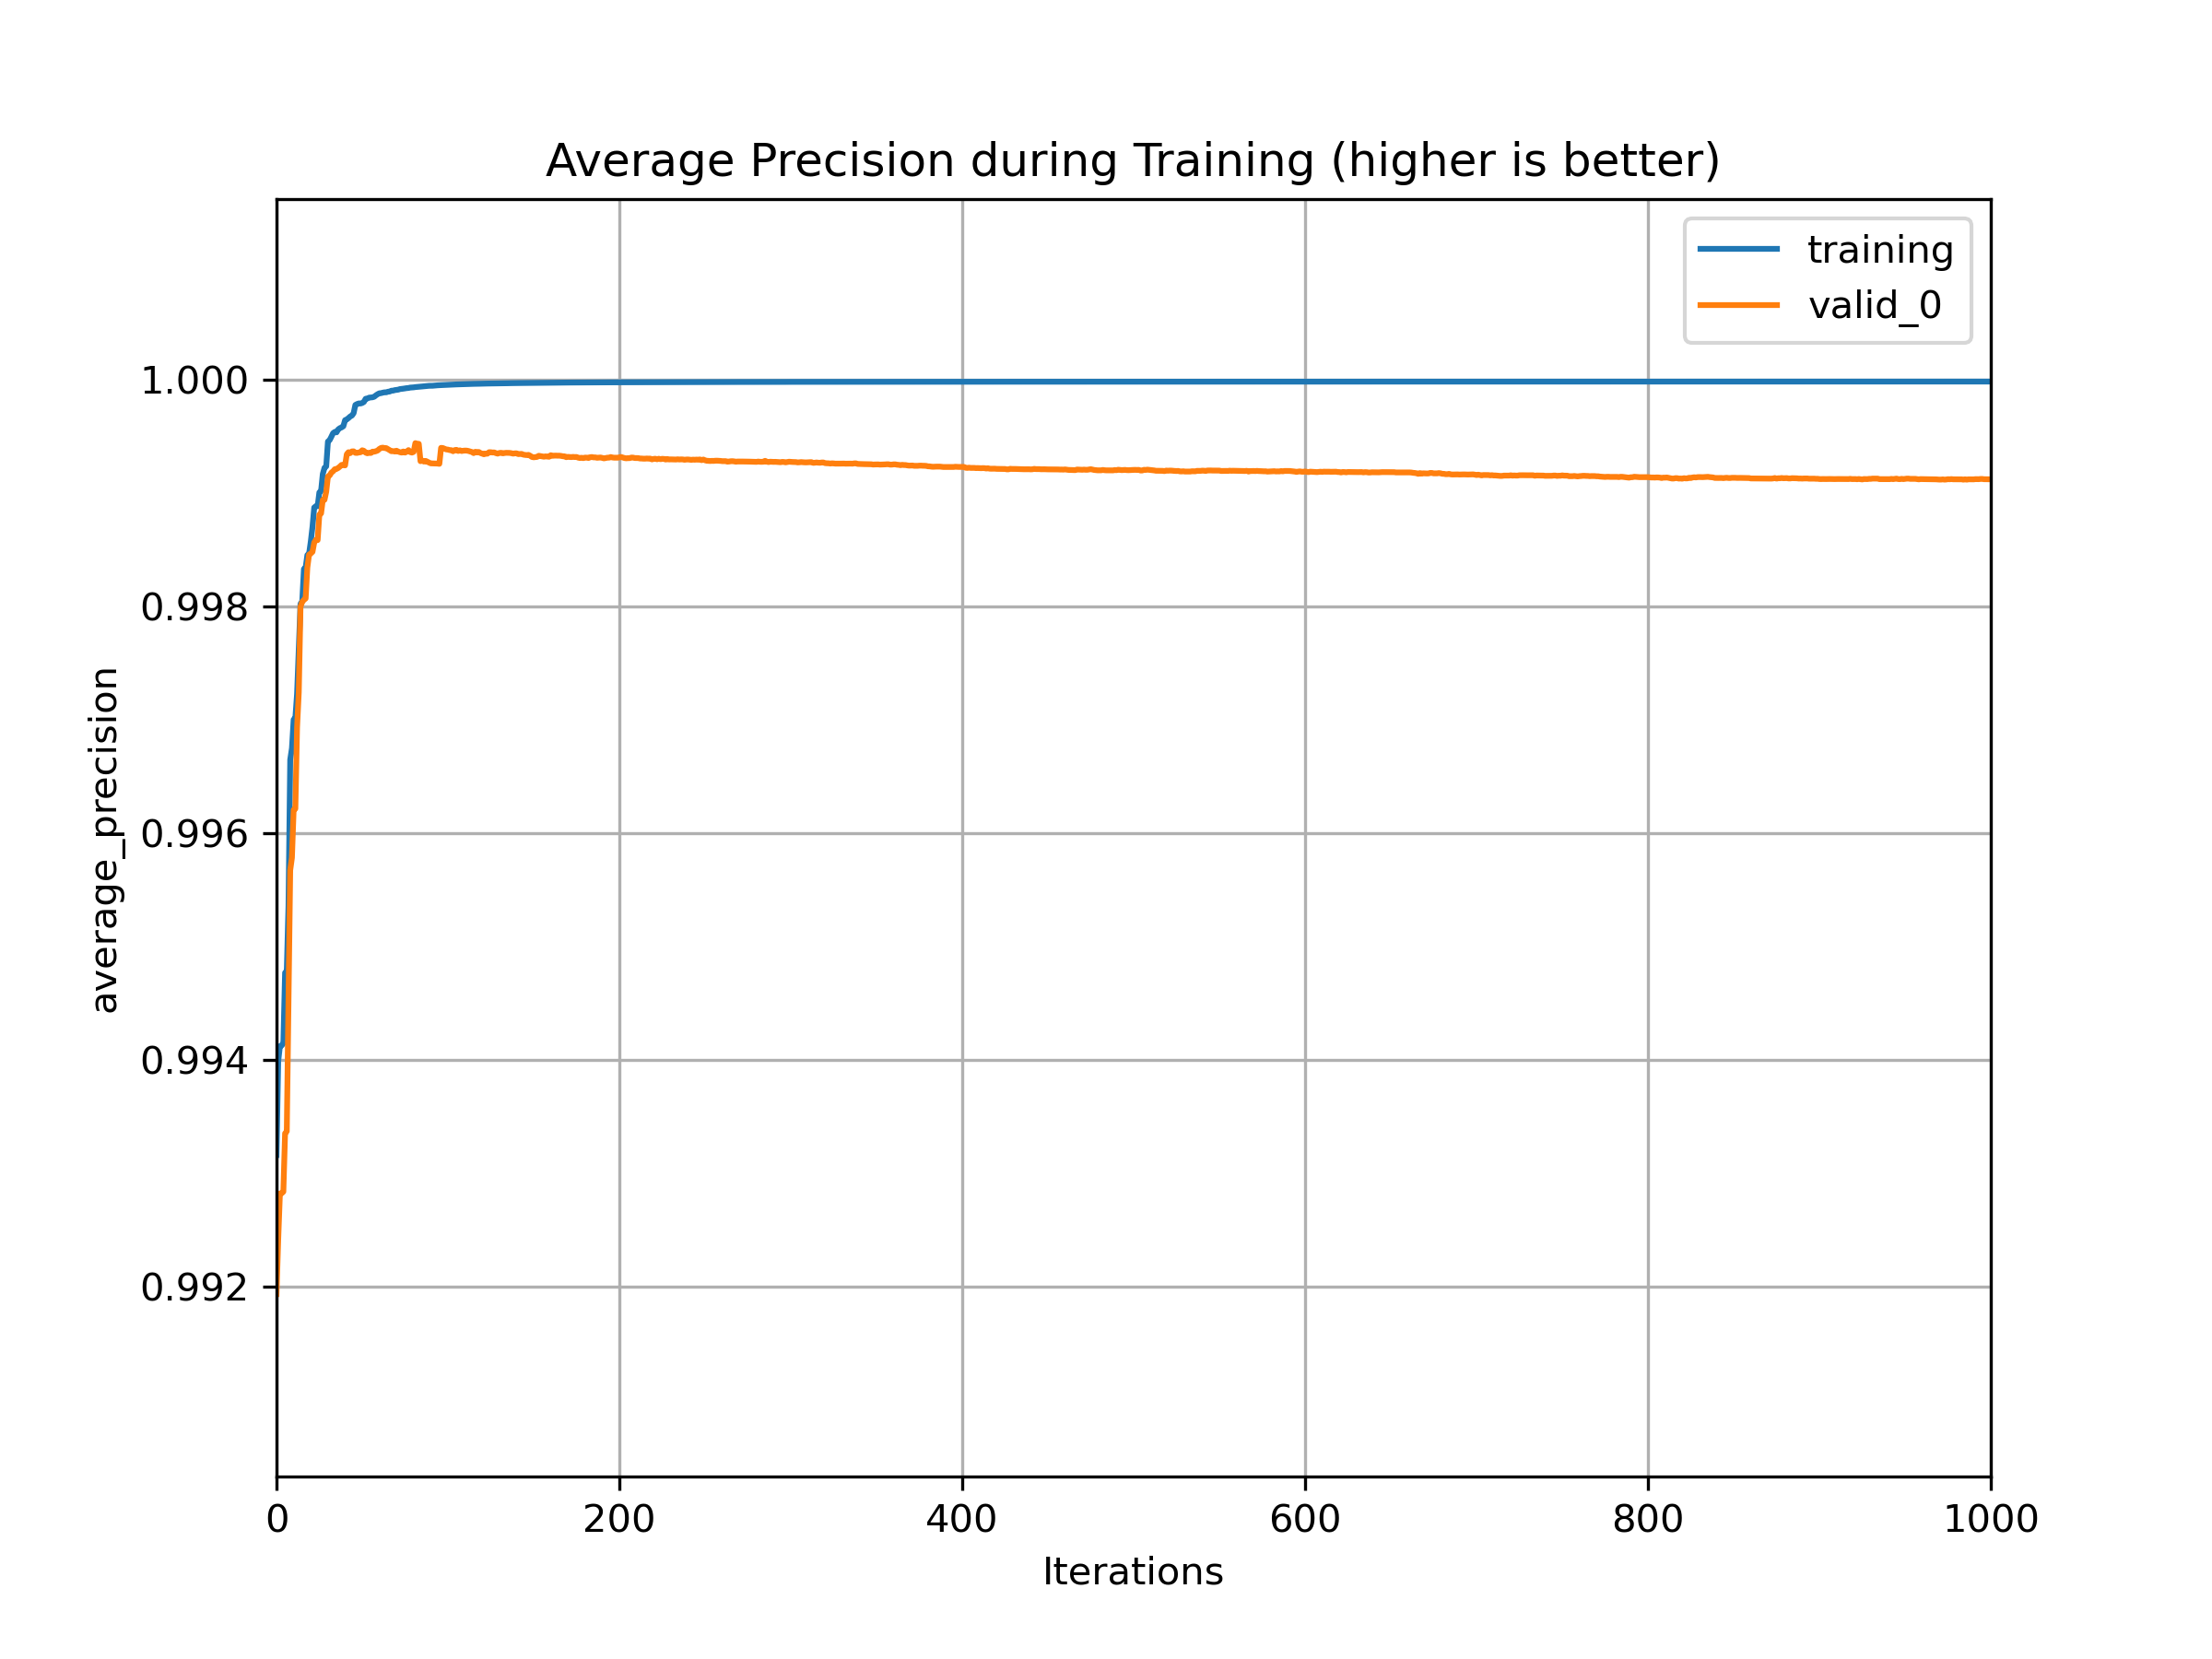 Average Precision during Training (higher is better)
training
valid_0
1.000
0.998
0.996
0.994
0.992
average_precision
0 200 400 600 800 1000
Iterations